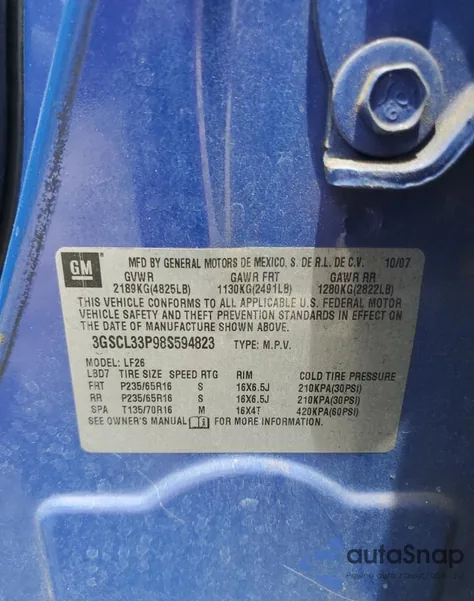 GM
MFD BY GENERAL MOTORS DE MEXICO, S. DE R.L. DE C.V. 10/07
GVWR GAWR FRT GAWR RR
2189KG(4825LB) 1130KG(2491LB) 1280KG(2822LB)
THIS VEHICLE CONFORMS TO ALL APPLICABLE U.S. FEDERAL MOTOR
VEHICLE SAFETY AND THEFT PREVENTION STANDARDS IN EFFECT ON
THE DATE OF MANUFACTURE SHOWN ABOVE.
3GSCL33P98S594823 TYPE: M.P.V.
MODEL: LF26
LBD7 TIRE SIZE SPEED RTG RIM COLD TIRE PRESSURE
FRT P235/65R16 S 16X6.5J 210KPA(30PSI)
RR P235/65R16 S 16X6.5J 210KPA(30PSI)
SPA T135/70R16 M 16X4T 420KPA(60PSI)
SEE OWNER'S MANUAL FOR MORE INFORMATION.
autoSnap